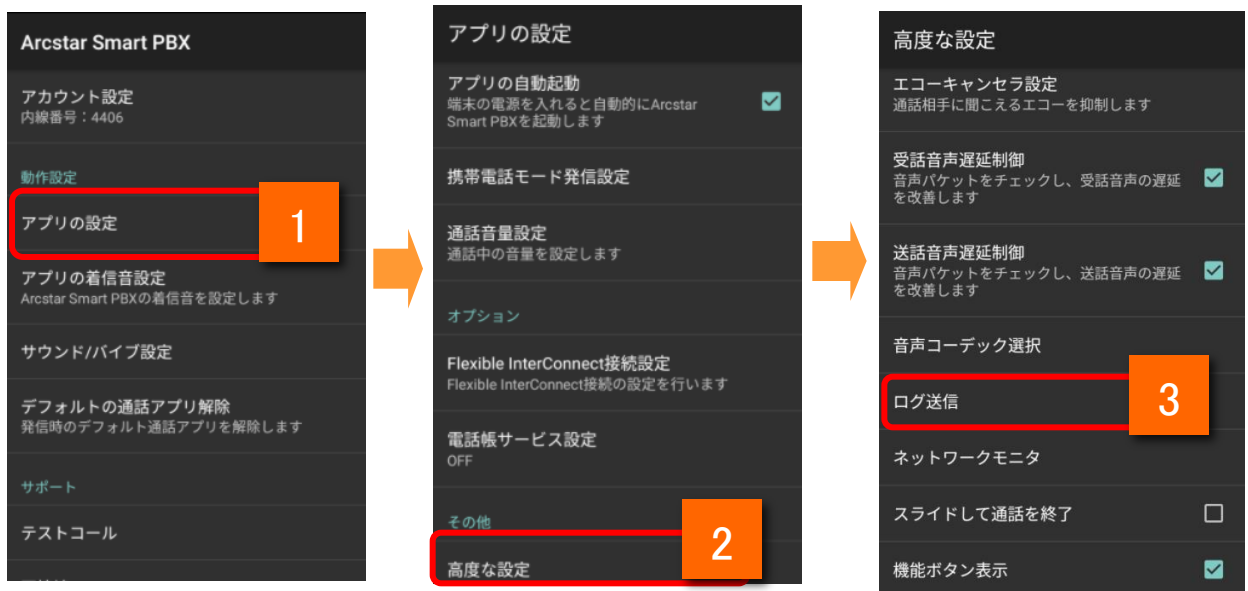 Arcstar Smart PBX
アカウント設定
内線番号：4406
動作設定
アプリの設定
1
アプリの着信音設定
Arcstar Smart PBXの着信音を設定します
サウンド/バイブ設定
デフォルトの通話アプリ解除
発信時のデフォルト通話アプリを解除します
サポート
テストコール
アプリの設定
アプリの自動起動
端末の電源を入れると自動的にArcstar
Smart PBXを起動します
携帯電話モード発信設定
通話音量設定
通話中の音量を設定します
オプション
Flexible InterConnect接続設定
Flexible InterConnect接続の設定を行います
電話帳サービス設定
OFF
その他
2
高度な設定
高度な設定
エコーキャンセラ設定
通話相手に聞こえるエコーを抑制します
受話音声遅延制御
音声パケットをチェックし、受話音声の遅延
を改善します
送話音声遅延制御
音声パケットをチェックし、送話音声の遅延
を改善します
音声コーデック選択
ログ送信
3
ネットワークモニタ
スライドして通話を終了
機能ボタン表示